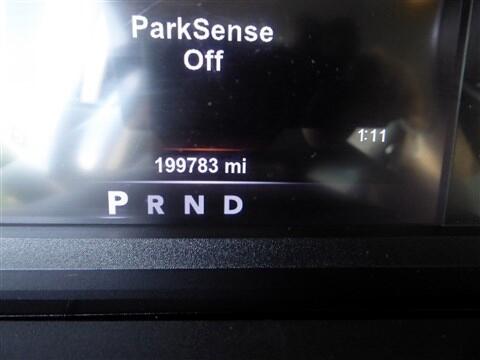 ParkSense
Off
1:11
199783 mi
P R N D